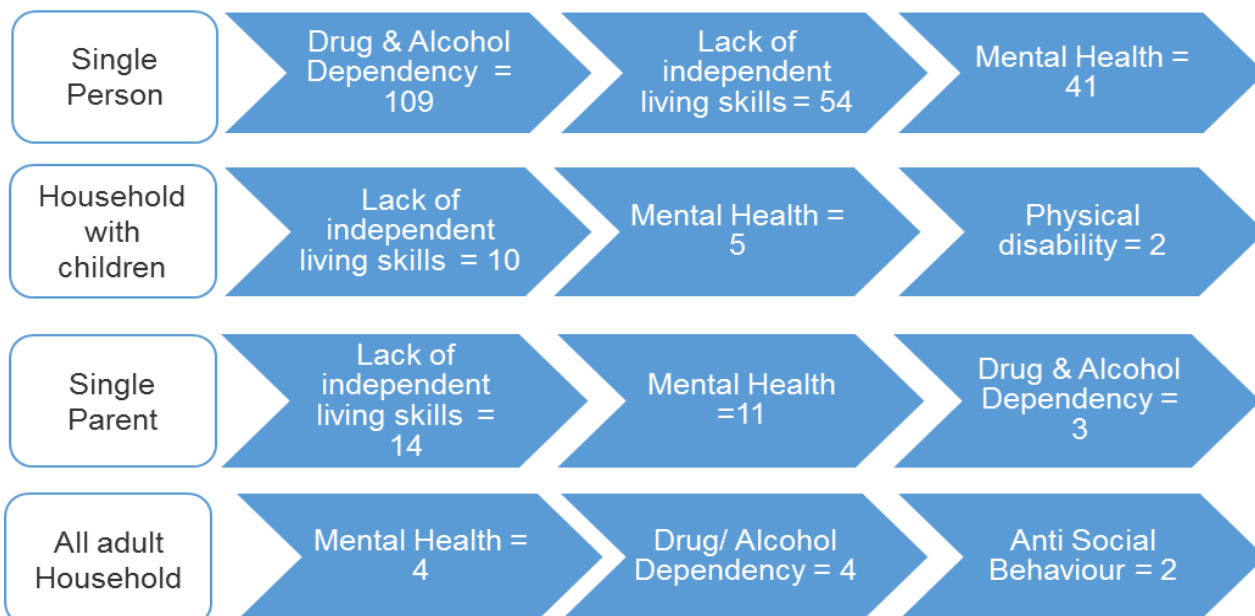 Single
Person
Drug & Alcohol
Dependency =
109
Lack of
independent
living skills = 54
Mental Health =
41
Household
with
children
Lack of
independent
living skills = 10
Mental Health =
5
Physical
disability = 2
Single
Parent
Lack of
independent
living skills =
14
Mental Health
=11
Drug & Alcohol
Dependency =
3
All adult
Household
Mental Health =
4
Drug/ Alcohol
Dependency = 4
Anti Social
Behaviour = 2